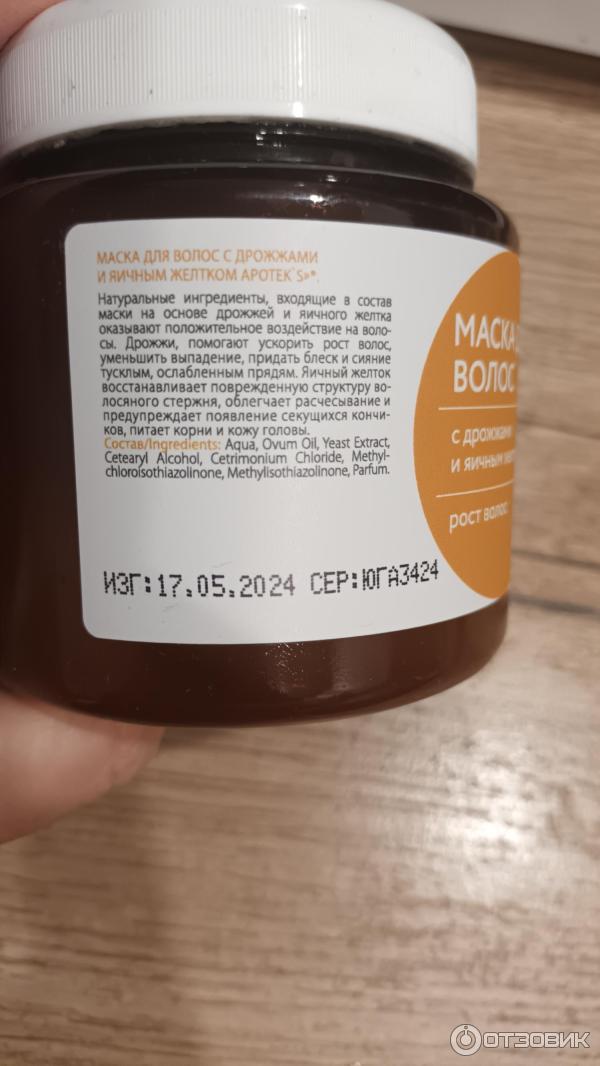 МАСКА ДЛЯ ВОЛОС С ДРОЖЖАМИ
И ЯИЧНЫМ ЖЕЛТКОМ APOTEK`S»®.
Натуральные ингредиенты, входящие в состав
маски на основе дрожжей и яичного желтка
оказывают положительное воздействие на воло-
сы. Дрожжи, помогают ускорить рост волос,
уменьшить выпадение, придать блеск и сияние
тусклым, ослабленным прядям. Яичный желток
восстанавливает поврежденную структуру во-
лосяного стержня, облегчает расчесывание и
предупреждает появление секущихся кончи-
ков, питает корни и кожу головы.
Состав/Ingredients: Aqua, Ovum Oil, Yeast Extract,
Cetearyl Alcohol, Cetrimonium Chloride, Methyl-
chloroisothiazolinone, Methylisothiazolinone, Parfum.
ИЗГ:17.05.2024 СЕР:ЮГА3424
МАСКА
ВОЛОС
с дрожжами
и яичным
рост волос
ОТЗОВИК